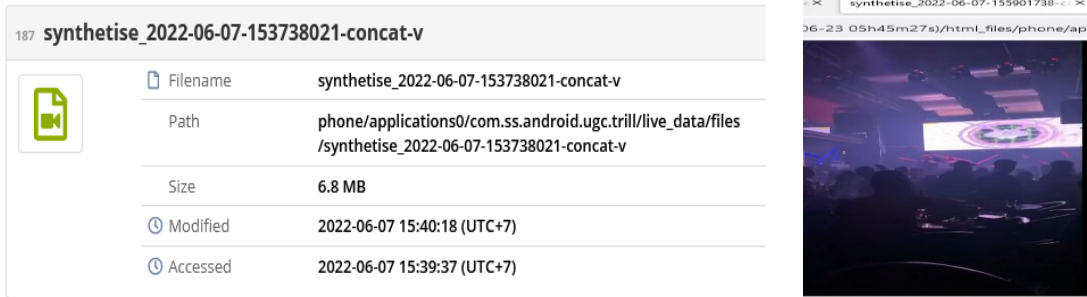 187 synthetise_2022-06-07-153738021-concat-v
Filename synthetise_2022-06-07-153738021-concat-v
Path phone/applications0/com.ss.android.ugc.trill/live_data/files
/synthetise_2022-06-07-153738021-concat-v
Size 6.8 MB
Modified 2022-06-07 15:40:18 (UTC+7)
Accessed 2022-06-07 15:39:37 (UTC+7)
synthetise_2022-06-07-155901738-c
06-23 05h45m27s)/html_files/phone/ap